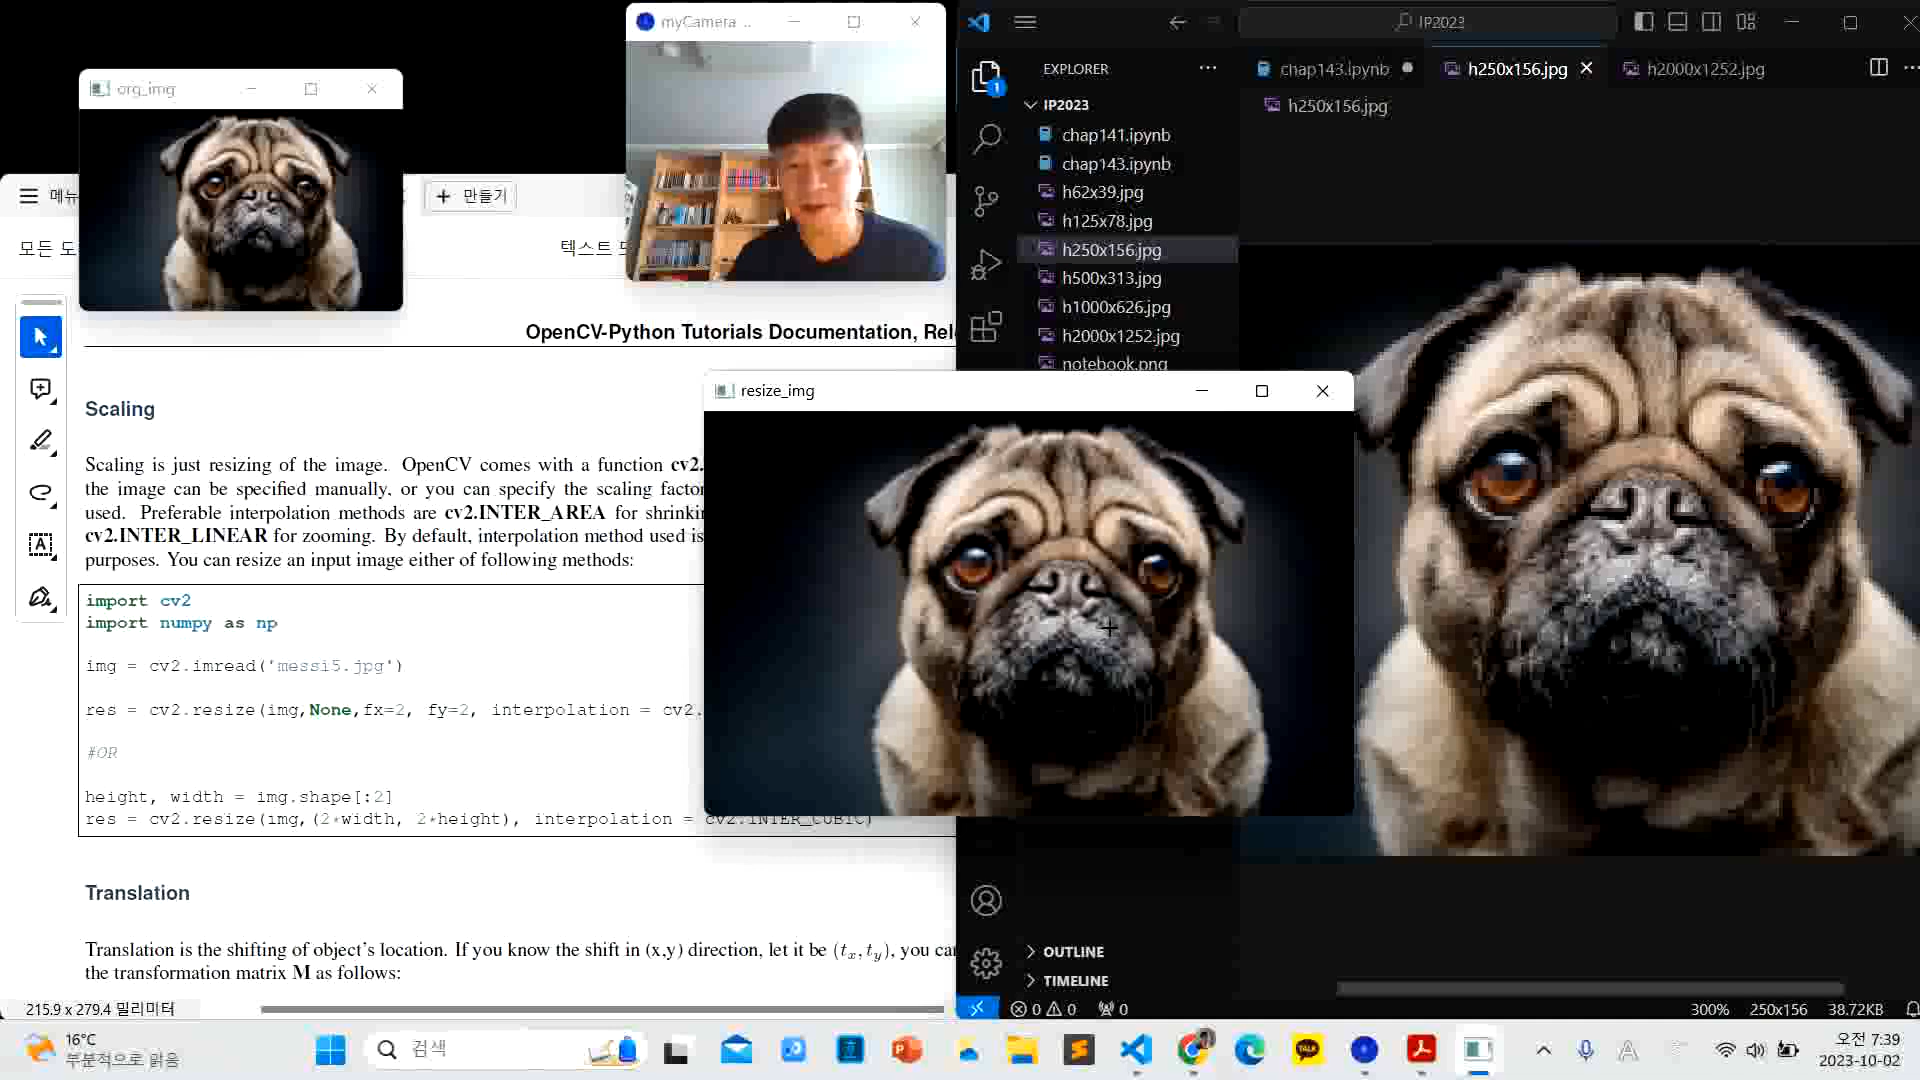 myCamera ..
IP2023
org_img
EXPLORER
chap143.ipynb
h250x156.jpg
h2000x1252.jpg
IP2023
h250x156.jpg
chap141.ipynb
chap143.ipynb
h62x39.jpg
메뉴
만들기
h125x78.jpg
모든 도
텍스트 또
h250x156.jpg
h500x313.jpg
h1000x626.jpg
OpenCV-Python Tutorials Documentation, Rel
h2000x1252.jpg
notebook.png
resize_img
Scaling
Scaling is just resizing of the image. OpenCV comes with a function cv2.
the image can be specified manually, or you can specify the scaling factor
used. Preferable interpolation methods are cv2.INTER_AREA for shrinki
cv2.INTER_LINEAR for zooming. By default, interpolation method used is
purposes. You can resize an input image either of following methods:
import cv2
import numpy as np
img = cv2.imread('messi5.jpg')
res = cv2.resize(img,None,fx=2, fy=2, interpolation = cv2.
#OR
height, width = img.shape[:2]
res = cv2.resize(img,(2*width, 2*height), interpolation = cv2.INTER_CUBIC)
Translation
Translation is the shifting of object's location. If you know the shift in (x,y) direction, let it be (tx, ty), you can
the transformation matrix M as follows:
OUTLINE
TIMELINE
215.9 x 279.4 밀리미터
0 0 0
300% 250x156 38.72KB
16°C
부분적으로 맑음
검색
오전 7:39
2023-10-02